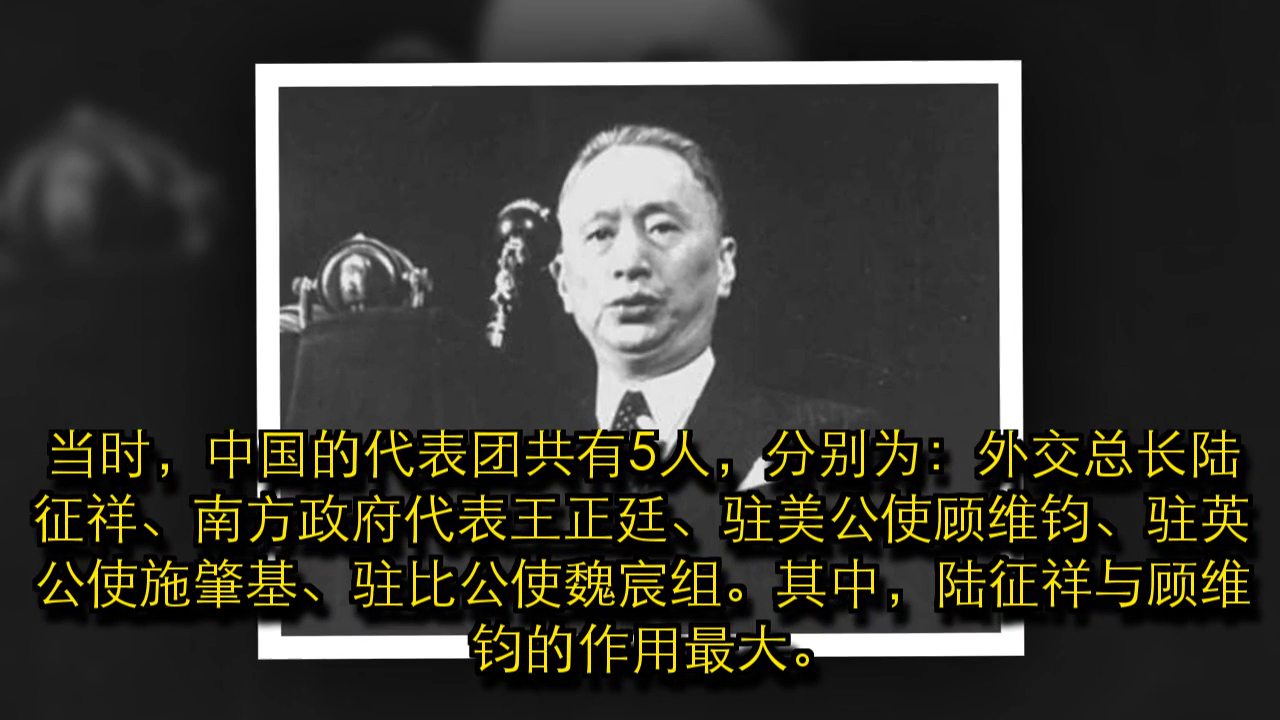 当时，中国的代表团共有5人，分别为：外交总长陆
征祥、南方政府代表王正廷、驻美公使顾维钧、驻英
公使施肇基、驻比公使魏宸组。其中，陆征祥与顾维
钧的作用最大。